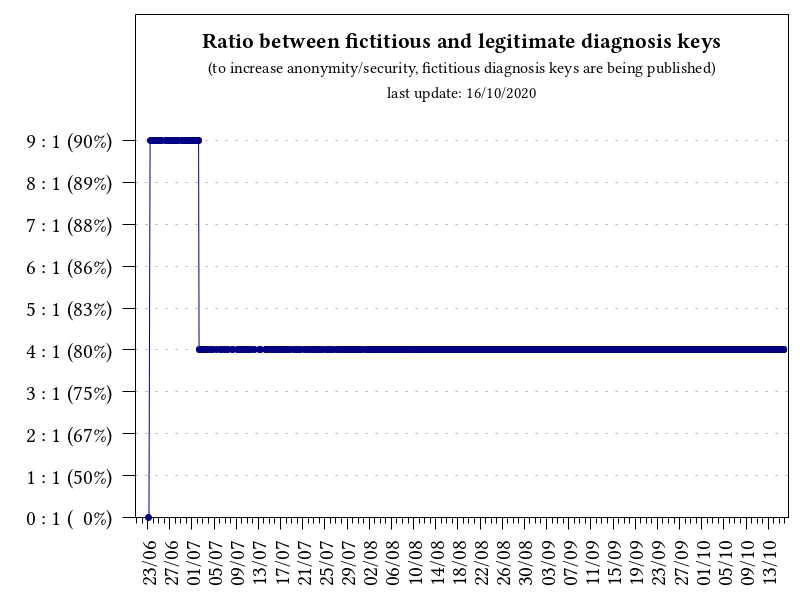 Ratio between fictitious and legitimate diagnosis keys
(to increase anonymity/security, fictitious diagnosis keys are being published)
last update: 16/10/2020
9 : 1 (90%)
8 : 1 (89%)
7 : 1 (88%)
6 : 1 (86%)
5 : 1 (83%)
4 : 1 (80%)
3 : 1 (75%)
2 : 1 (67%)
1 : 1 (50%)
0 : 1 ( 0%)
23/06
27/06
01/07
05/07
09/07
13/07
17/07
21/07
25/07
29/07
02/08
06/08
10/08
14/08
18/08
22/08
26/08
30/08
03/09
07/09
11/09
15/09
19/09
23/09
27/09
01/10
05/10
09/10
13/10